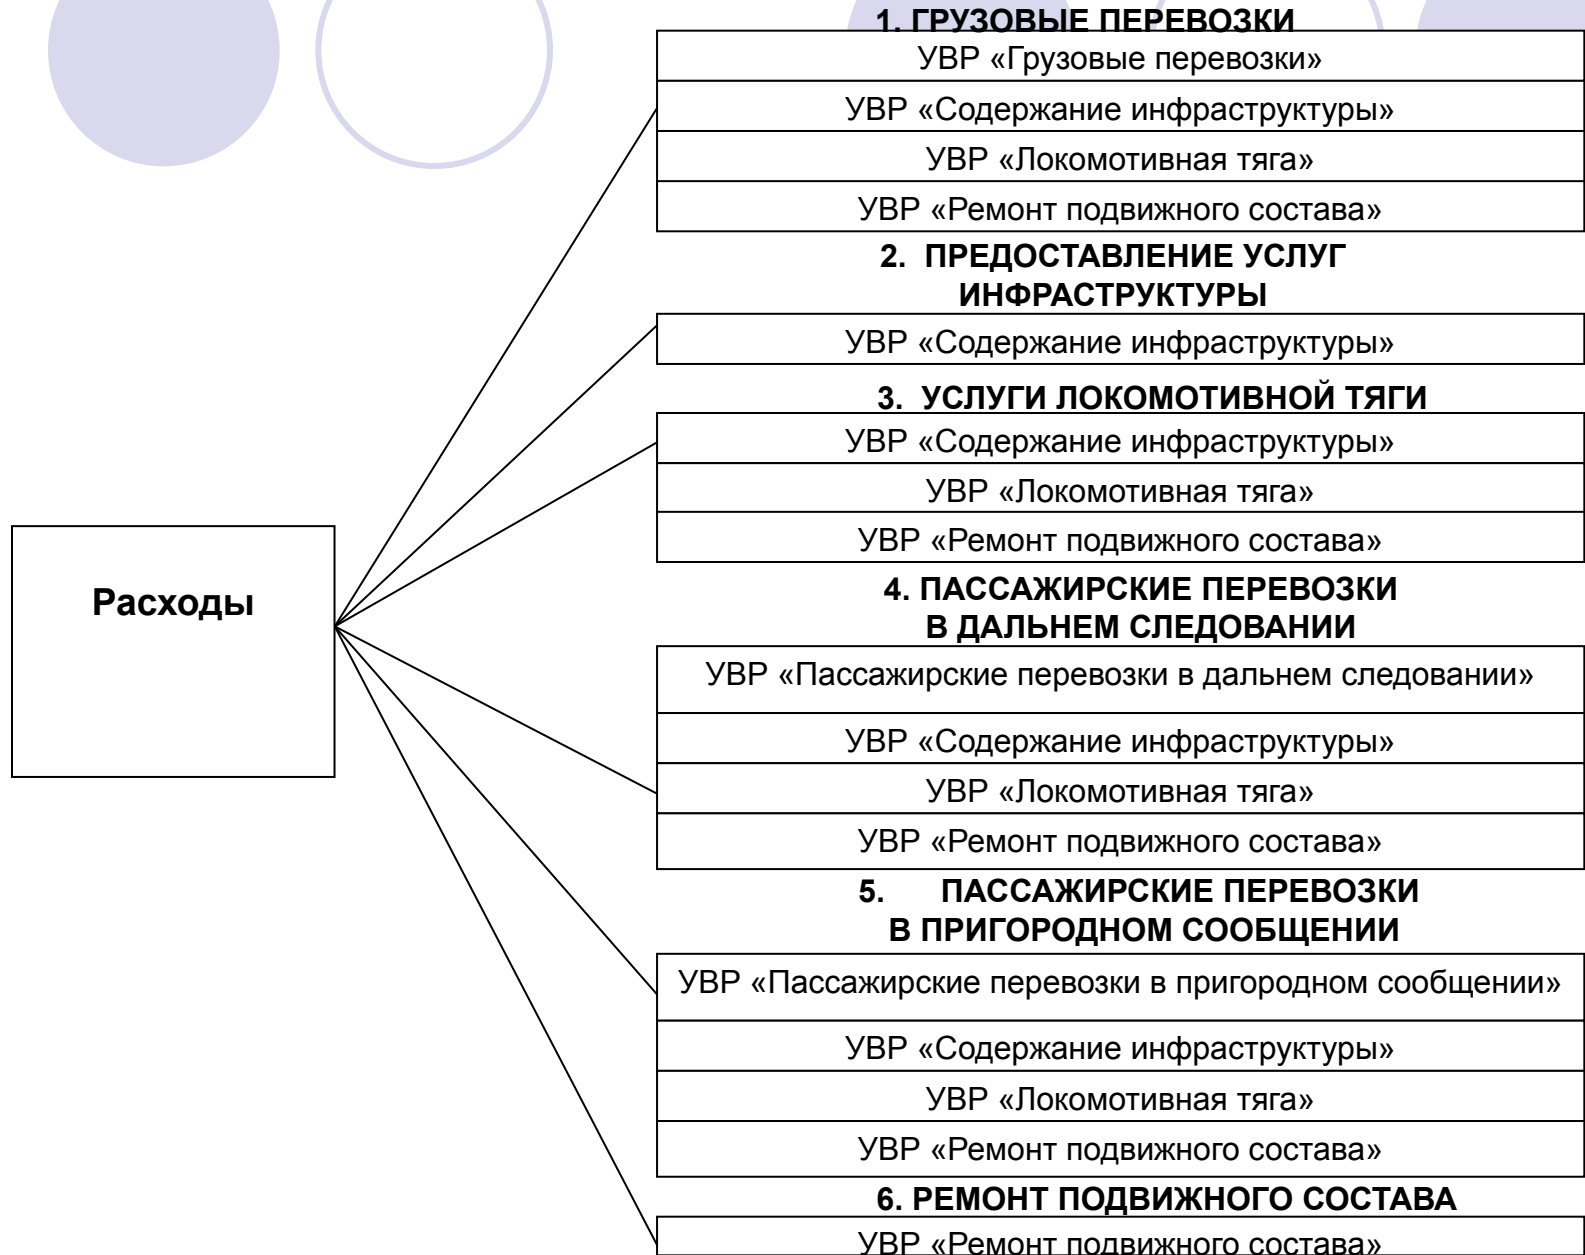 1. ГРУЗОВЫЕ ПЕРЕВОЗКИ
УВР «Грузовые перевозки»
УВР «Содержание инфраструктуры»
УВР «Локомотивная тяга»
УВР «Ремонт подвижного состава»
2. ПРЕДОСТАВЛЕНИЕ УСЛУГ
ИНФРАСТРУКТУРЫ
УВР «Содержание инфраструктуры»
3. УСЛУГИ ЛОКОМОТИВНОЙ ТЯГИ
УВР «Содержание инфраструктуры»
УВР «Локомотивная тяга»
УВР «Ремонт подвижного состава»
Расходы
4. ПАССАЖИРСКИЕ ПЕРЕВОЗКИ
В ДАЛЬНЕМ СЛЕДОВАНИИ
УВР «Пассажирские перевозки в дальнем следовании»
УВР «Содержание инфраструктуры»
УВР «Локомотивная тяга»
УВР «Ремонт подвижного состава»
5. ПАССАЖИРСКИЕ ПЕРЕВОЗКИ
В ПРИГОРОДНОМ СООБЩЕНИИ
УВР «Пассажирские перевозки в пригородном сообщении»
УВР «Содержание инфраструктуры»
УВР «Локомотивная тяга»
УВР «Ремонт подвижного состава»
6. РЕМОНТ ПОДВИЖНОГО СОСТАВА
УВР «Ремонт подвижного состава»